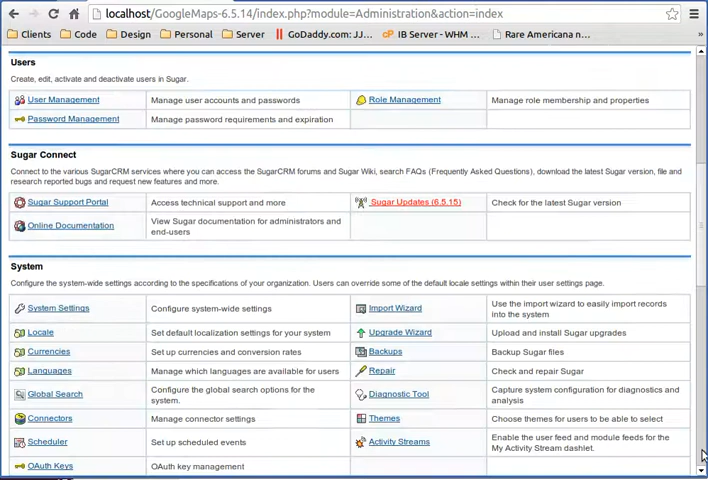 localhost/GoogleMaps-6.5.14/index.php?module=Administration&action=index
Clients Code Design Personal Server GoDaddy.com: JJ... IB Server - WHM ... Rare Americana n... »
Users
Create, edit, activate and deactivate users in Sugar.
User Management Manage user accounts and passwords Role Management Manage role membership and properties
Password Management Manage password requirements and expiration
Sugar Connect
Connect to the various SugarCRM services where you can access the SugarCRM forums and Sugar Wiki, search FAQs (Frequently Asked Questions), download the latest Sugar version, file and
research reported bugs and request new features and more.
Sugar Support Portal Access technical support and more Sugar Updates (6.5.15) Check for the latest Sugar version
Online Documentation View Sugar documentation for administrators and
end-users
System
Configure the system-wide settings according to the specifications of your organization. Users can override some of the default locale settings within their user settings page.
System Settings Configure system-wide settings Import Wizard Use the import wizard to easily import records
into the system
Locale Set default localization settings for your system Upgrade Wizard Upload and install Sugar upgrades
Currencies Set up currencies and conversion rates Backups Backup Sugar files
Languages Manage which languages are available for users Repair Check and repair Sugar
Global Search Configure the global search options for the
system. Diagnostic Tool Capture system configuration for diagnostics and
analysis
Connectors Manage connector settings Themes Choose themes for users to be able to select
Scheduler Set up scheduled events Activity Streams Enable the user feed and module feeds for the
My Activity Stream dashlet.
OAuth Keys OAuth key management